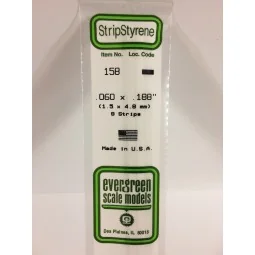 StripStyrene
Item No. Loc. Code
158
.060 x .188"
(1.5 x 4.8 mm)
8 Strips
Made in U.S.A.
evergreen
scale models
Des Plaines, IL 60018